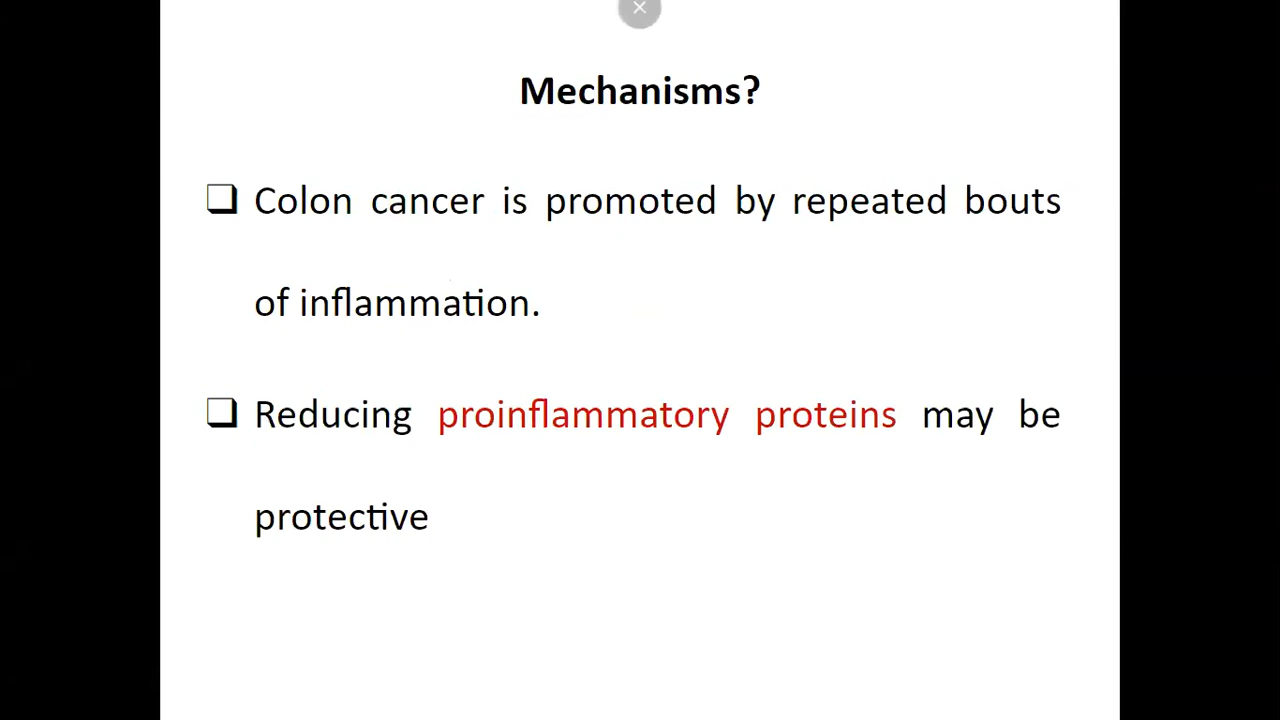 Mechanisms?
❑ Colon cancer is promoted by repeated bouts
of inflammation.
❑ Reducing proinflammatory proteins may be
protective